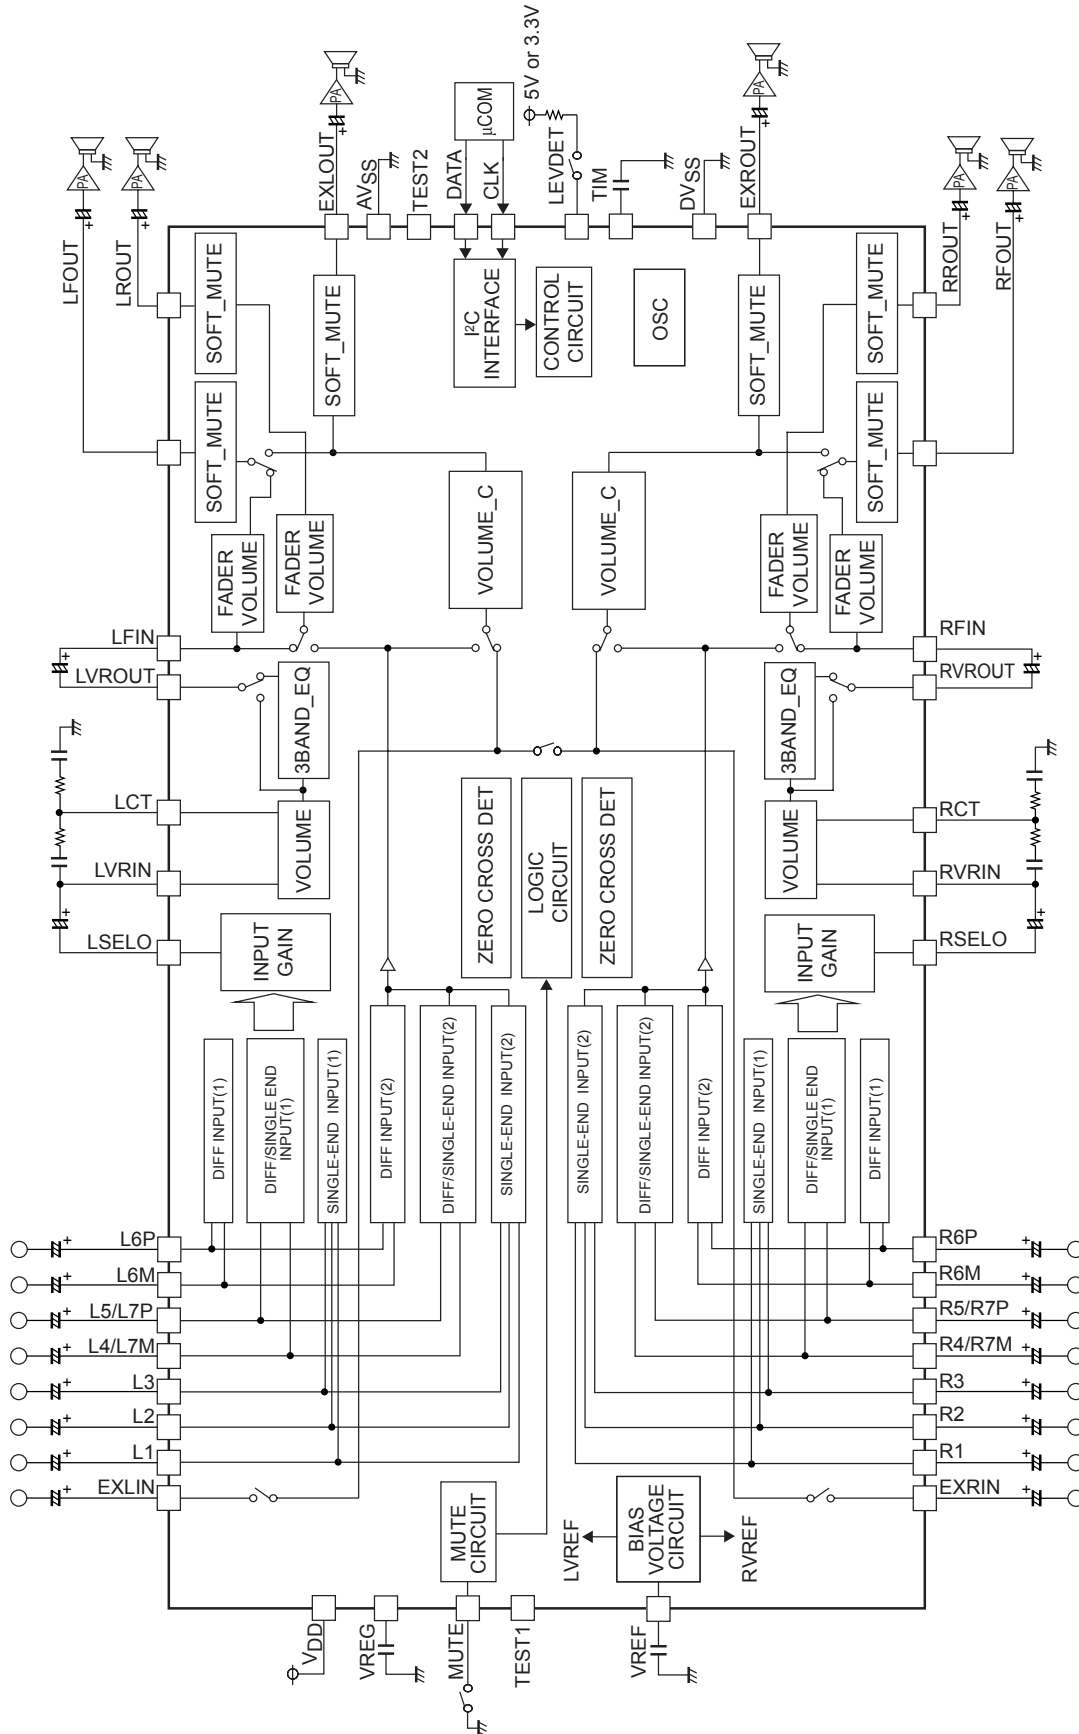 LFOUT
LROUT
PA
PA
EXLOUT
PA
AVSS
TEST2
DATA
CLK
μCOM
LEVDET
5V or 3.3V
TIM
DVSS
EXROUT
PA
RROUT
RFOUT
PA
PA
SOFT_MUTE
SOFT_MUTE
SOFT_MUTE
I2C
INTERFACE
CONTROL
CIRCUIT
OSC
SOFT_MUTE
SOFT_MUTE
SOFT_MUTE
FADER
VOLUME
FADER
VOLUME
VOLUME_C
VOLUME_C
FADER
VOLUME
FADER
VOLUME
LFIN
LVROUT
LCT
LVRIN
LSELO
RFIN
RVROUT
RCT
RVRIN
RSELO
3BAND_EQ
VOLUME
INPUT
GAIN
ZERO CROSS DET
LOGIC
CIRCUIT
ZERO CROSS DET
3BAND_EQ
VOLUME
INPUT
GAIN
DIFF INPUT(1)
DIFF/SINGLE END
INPUT(1)
SINGLE-END INPUT(1)
DIFF INPUT(2)
DIFF/SINGLE-END INPUT(2)
SINGLE-END INPUT(2)
SINGLE-END INPUT(2)
DIFF/SINGLE-END INPUT(2)
DIFF INPUT(2)
SINGLE-END INPUT(1)
DIFF/SINGLE END
INPUT(1)
DIFF INPUT(1)
L6P
L6M
L5/L7P
L4/L7M
L3
L2
L1
EXLIN
R6P
R6M
R5/R7P
R4/R7M
R3
R2
R1
EXRIN
MUTE
CIRCUIT
LVREF
BIAS
VOLTAGE
CIRCUIT
RVREF
VDD
VREG
MUTE
TEST1
VREF